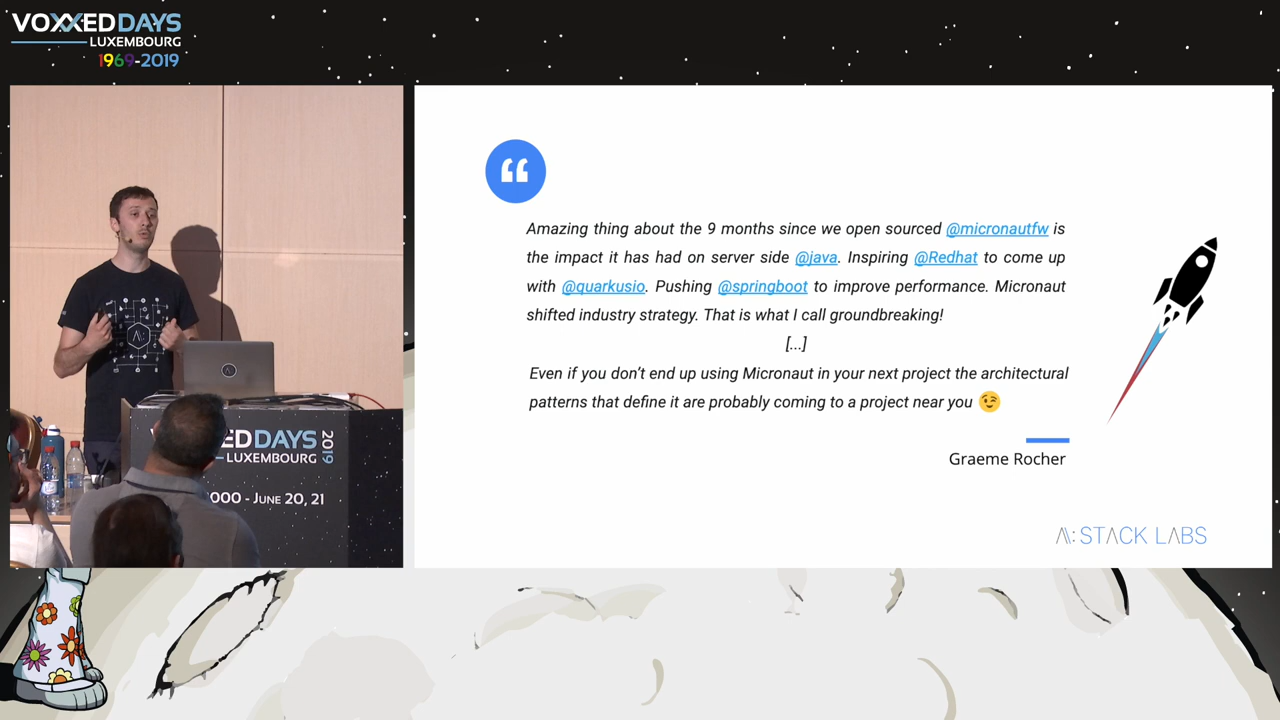 VOXXED DAYS
LUXEMBOURG
1969-2019
Amazing thing about the 9 months since we open sourced @micronautfw is
the impact it has had on server side @java. Inspiring @Redhat to come up
with @quarkusio. Pushing @springboot to improve performance. Micronaut
shifted industry strategy. That is what I call groundbreaking!
[...]
Even if you don’t end up using Micronaut in your next project the architectural
patterns that define it are probably coming to a project near you 😉
Graeme Rocher
STACK LABS
ED DAYS
2019
LUXEMBOURG
000 - JUNE 20, 21